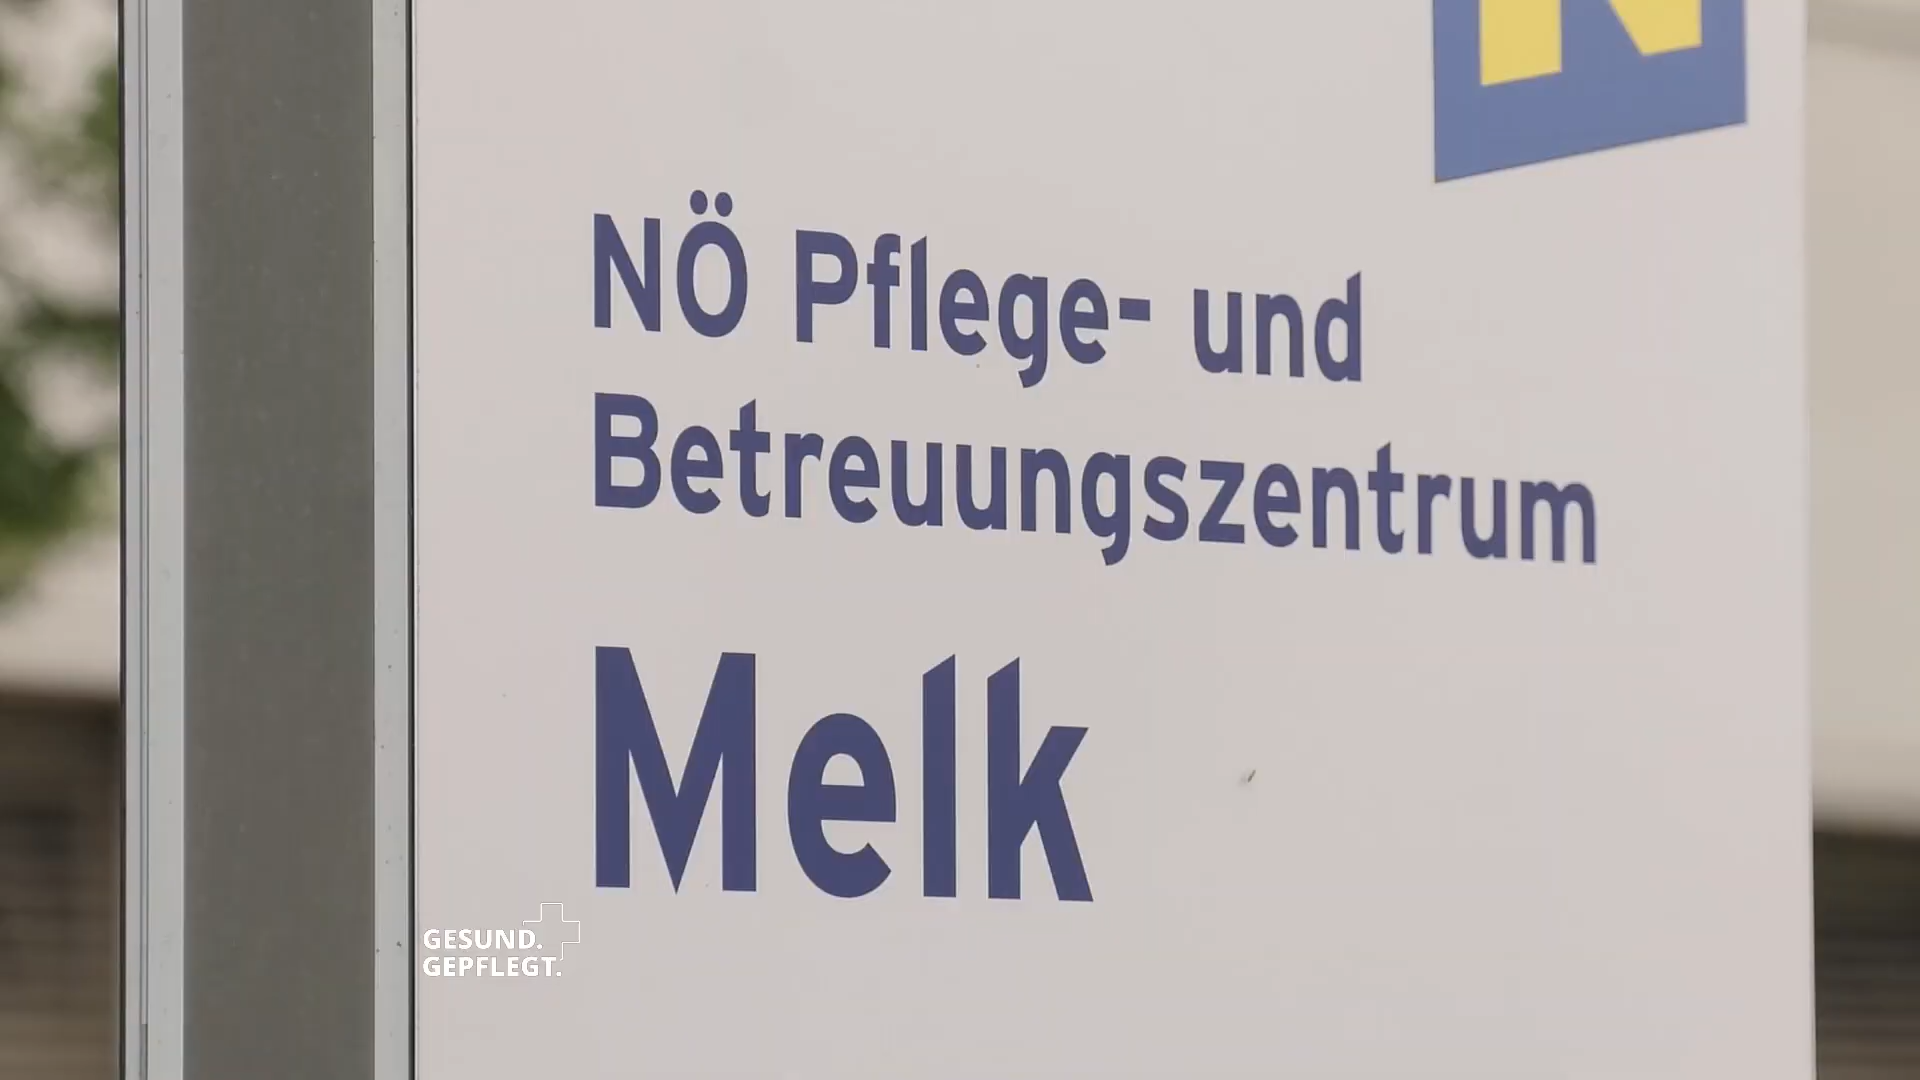 N
NÖ Pflege- und
Betreuungszentrum
Melk
GESUND.
GEPFLEGT.